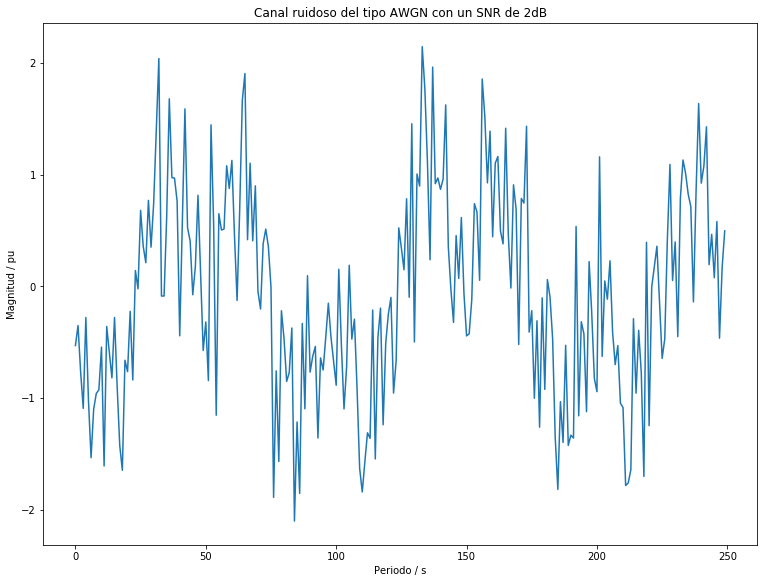 Canal ruidoso del tipo AWGN con un SNR de 2dB
2
1
0
−1
−2
Magnitud / pu
0 50 100 150 200 250
Periodo / s